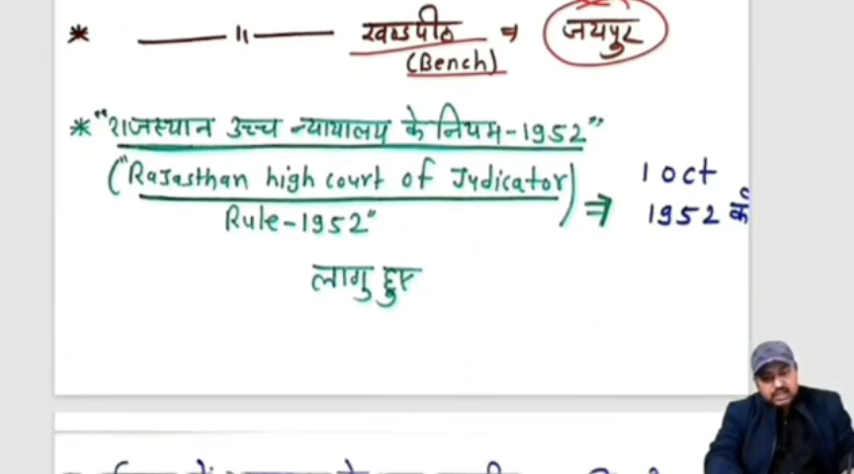 * ——— " ——— खण्डपीठ ⇒ जयपुर
(Bench)
* "राजस्थान उच्च न्यायालय के नियम-1952"
("Rajasthan high court of Judicator
Rule-1952") ⇒ 1 oct
1952 को
लागु हुए